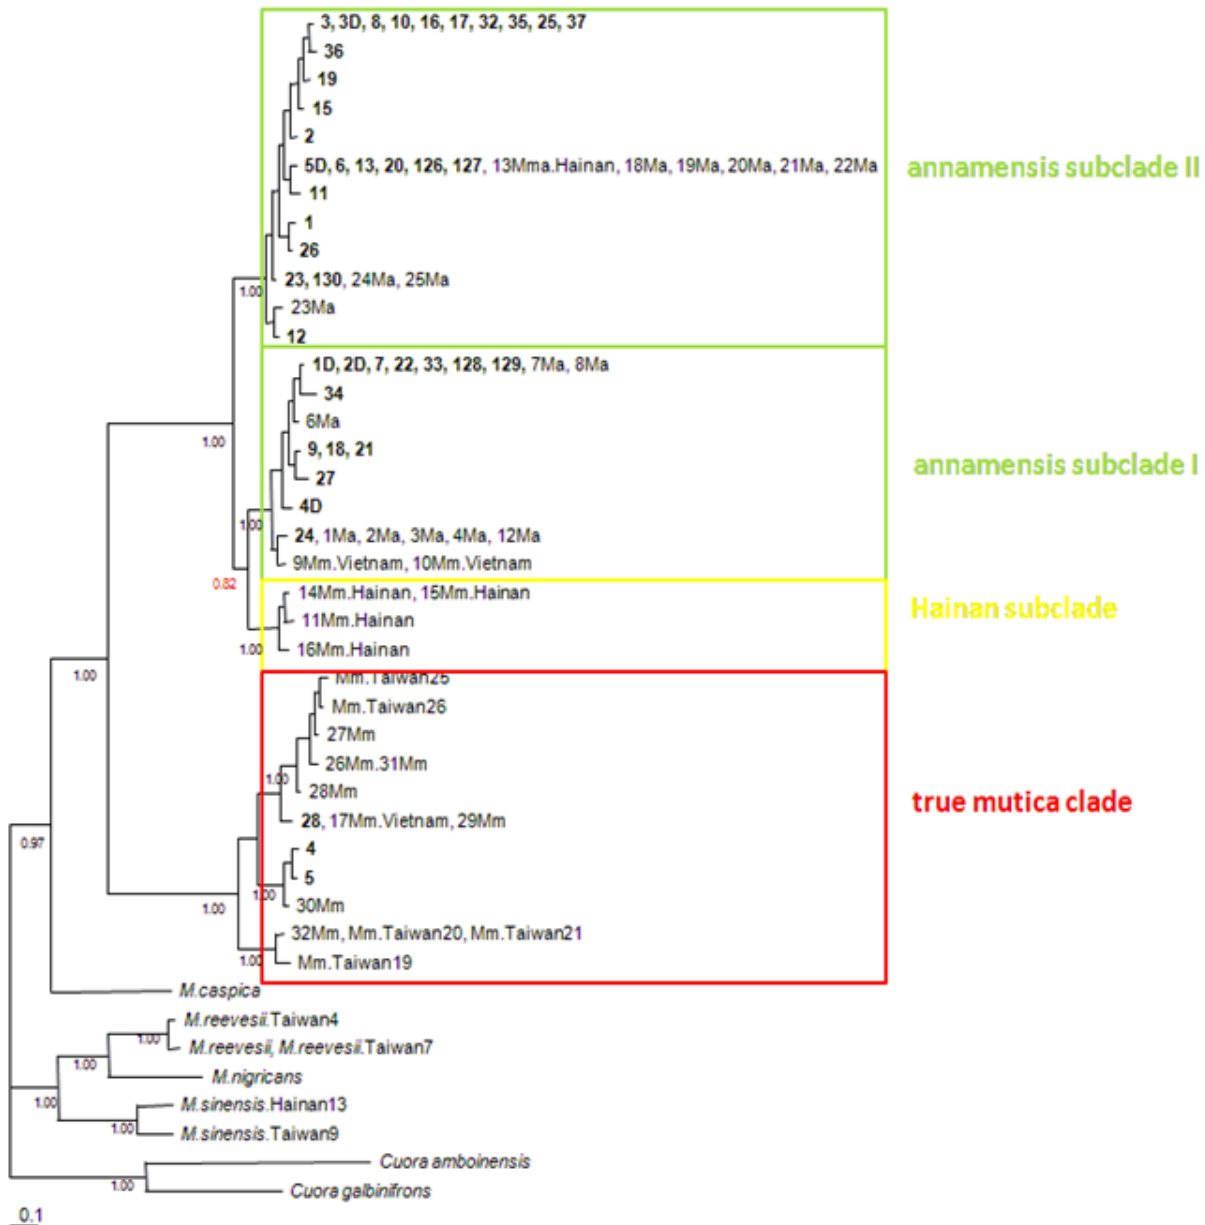 3, 3D, 8, 10, 16, 17, 32, 35, 25, 37
36
19
15
2
5D, 6, 13, 20, 126, 127, 13Mma.Hainan, 18Ma, 19Ma, 20Ma, 21Ma, 22Ma
annamensis subclade II
11
1
26
23, 130, 24Ma, 25Ma
1.00
23Ma
12
1D, 2D, 7, 22, 33, 128, 129, 7Ma, 8Ma
34
6Ma
1.00
9, 18, 21
annamensis subclade I
27
4D
1.00
24, 1Ma, 2Ma, 3Ma, 4Ma, 12Ma
9Mm.Vietnam, 10Mm.Vietnam
0.82
14Mm.Hainan, 15Mm.Hainan
Hainan subclade
11Mm.Hainan
1.00
16Mm.Hainan
1.00
Mm.Taiwan25
Mm.Taiwan26
27Mm
26Mm.31Mm
1.00
28Mm
true mutica clade
28, 17Mm.Vietnam, 29Mm
0.97
4
5
1.00
30Mm
1.00
32Mm, Mm.Taiwan20, Mm.Taiwan21
1.00
Mm.Taiwan19
M.caspica
M.reevesii.Taiwan4
1.00
M.reevesii, M.reevesii.Taiwan7
1.00
M.nigricans
1.00
M.sinensis.Hainan13
1.00
M.sinensis.Taiwan9
Cuora amboinensis
1.00
Cuora galbinifrons
0.1